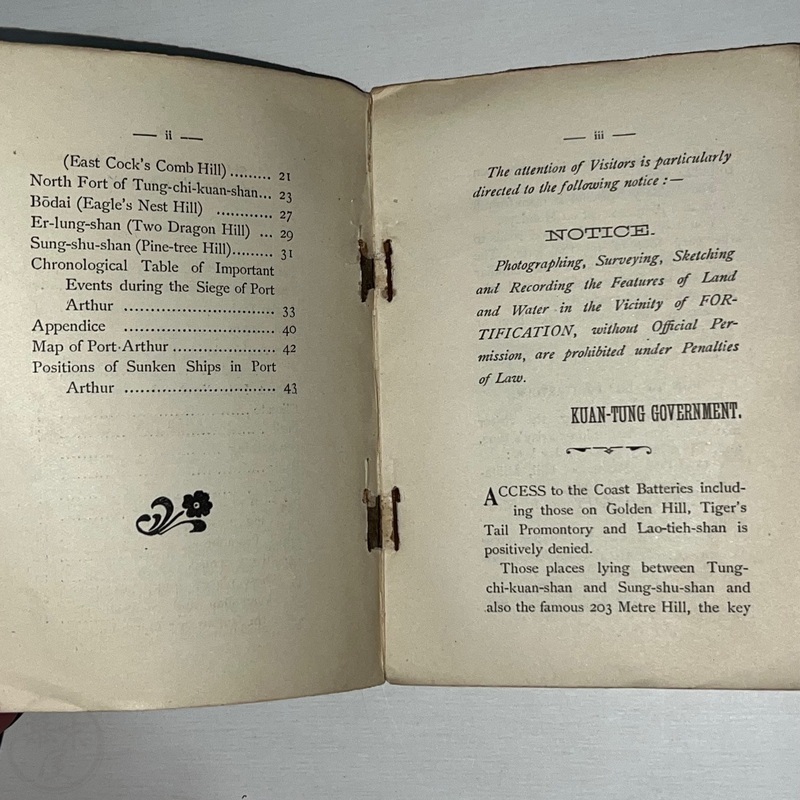 — ii —
(East Cock's Comb Hill)......... 21
North Fort of Tung-chi-kuan-shan... 23
Bōdai (Eagle's Nest Hill) ............ 27
Er-lung-shan (Two Dragon Hill) ... 29
Sung-shu-shan (Pine-tree Hill)......... 31
Chronological Table of Important
Events during the Siege of Port
Arthur ............................ 33
Appendice ............................ 40
Map of Port Arthur ................... 42
Positions of Sunken Ships in Port
Arthur ............................ 43
— iii —
The attention of Visitors is particularly
directed to the following notice :—
NOTICE.
Photographing, Surveying, Sketching
and Recording the Features of Land
and Water in the Vicinity of FOR-
TIFICATION, without Official Per-
mission, are prohibited under Penalties
of Law.
KUAN-TUNG GOVERNMENT.
ACCESS to the Coast Batteries includ-
ing those on Golden Hill, Tiger's
Tail Promontory and Lao-tieh-shan is
positively denied.
Those places lying between Tung-
chi-kuan-shan and Sung-shu-shan and
also the famous 203 Metre Hill, the key